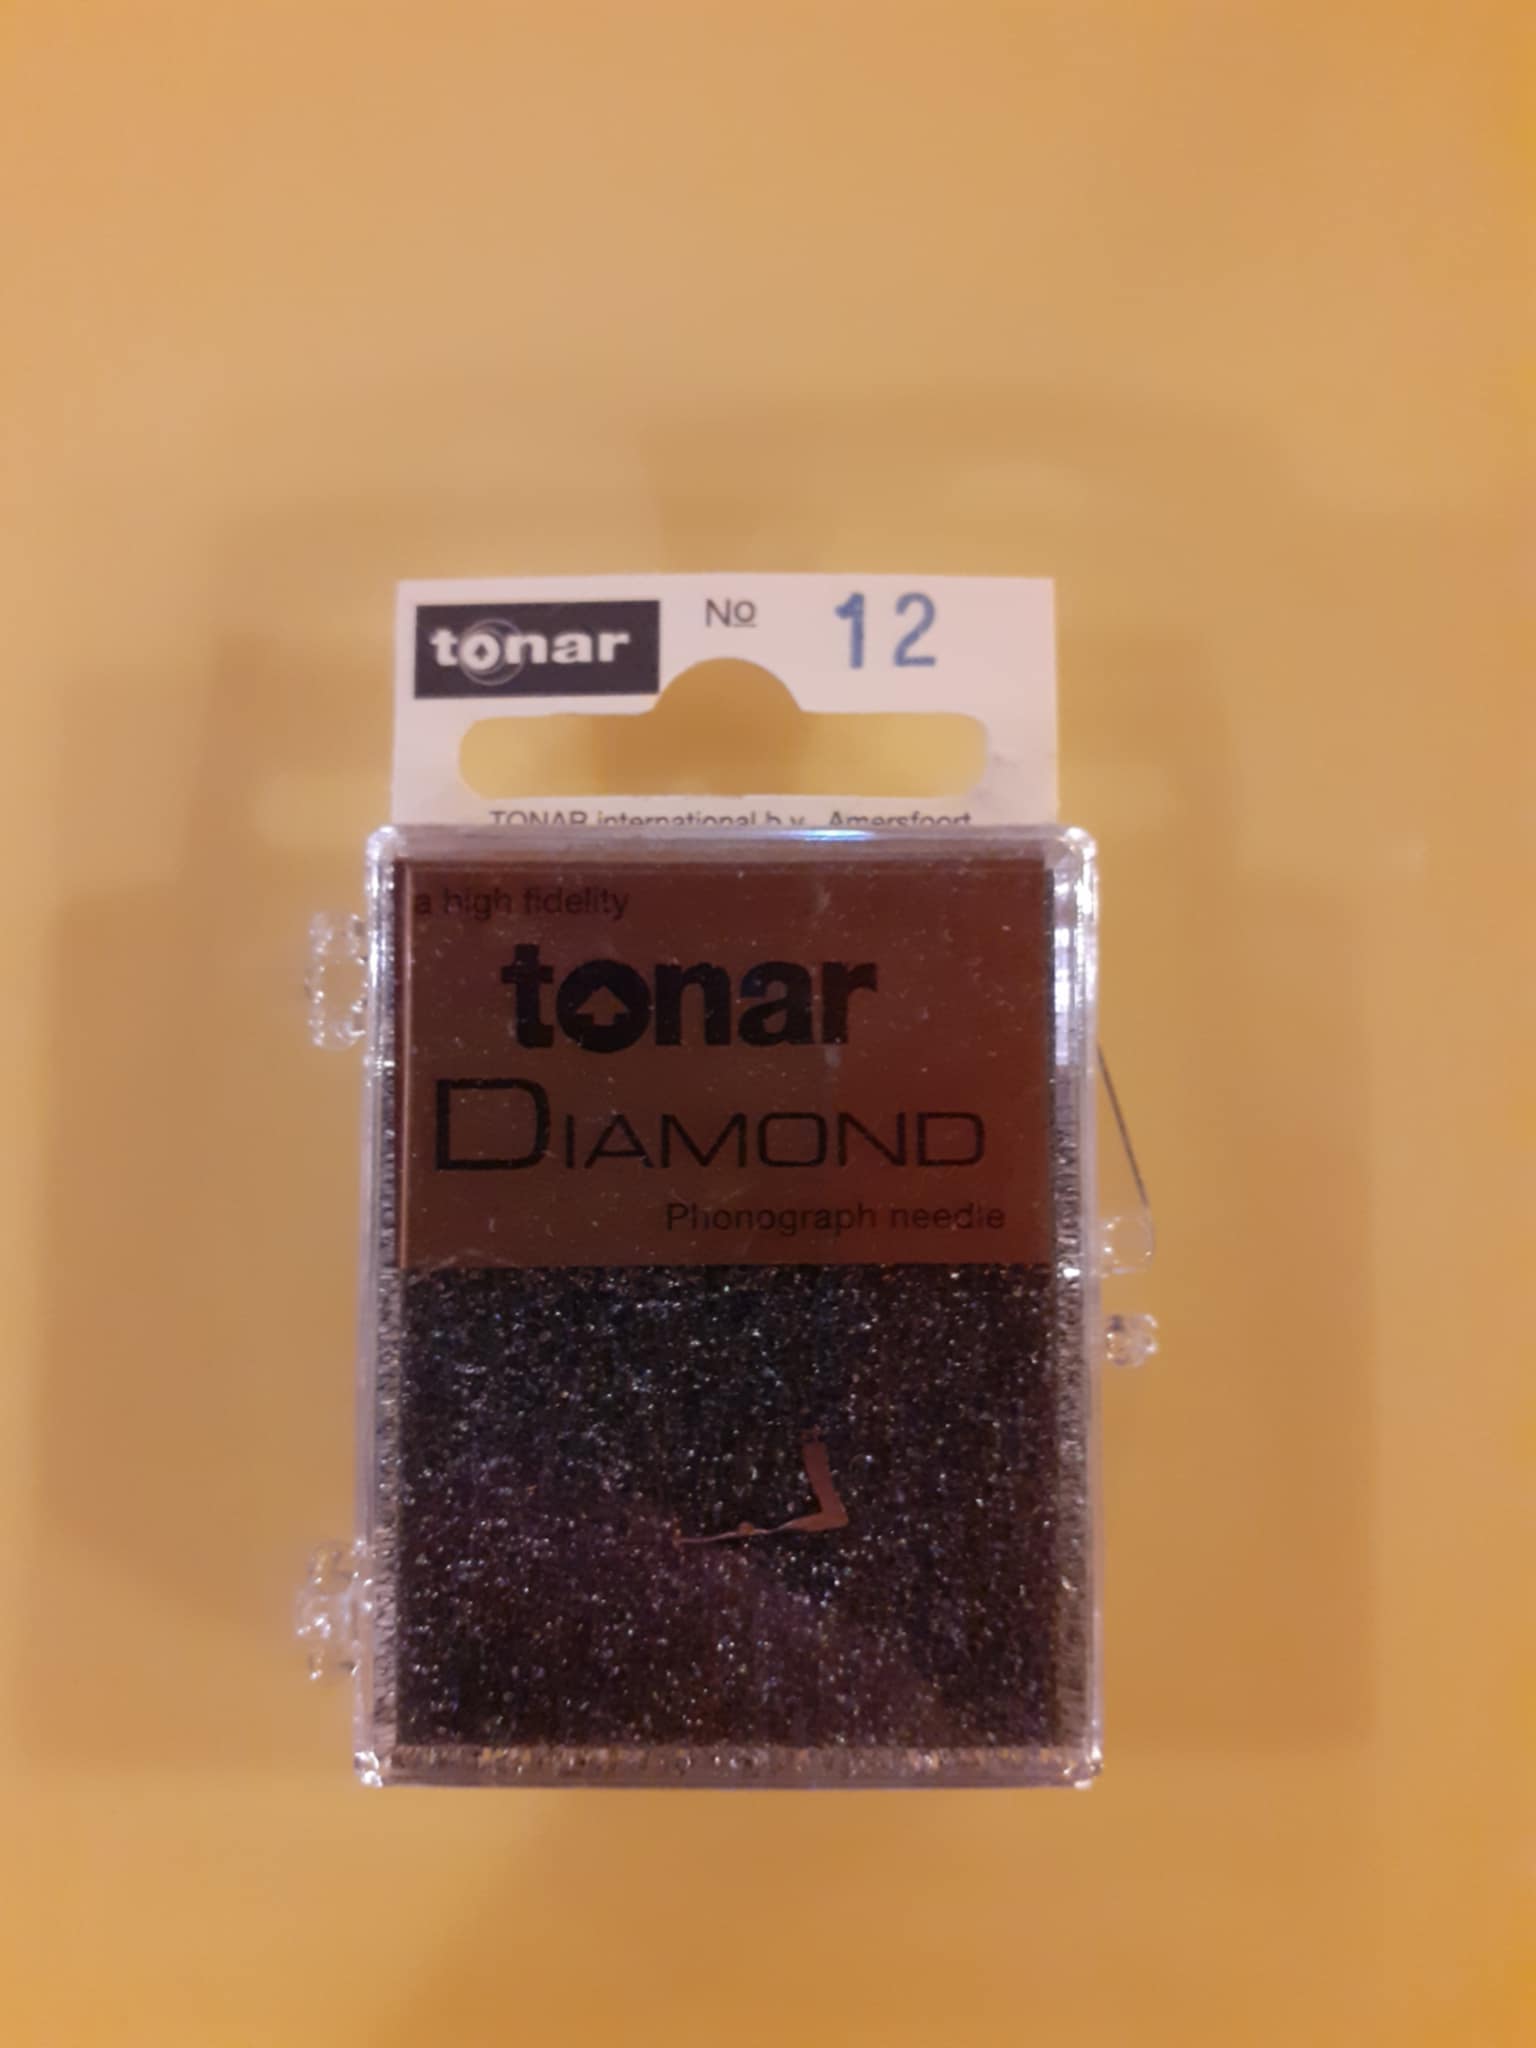 tonar No 12
TONAR international b.v. Amersfoort
a high fidelity
tonar
DIAMOND
Phonograph needle